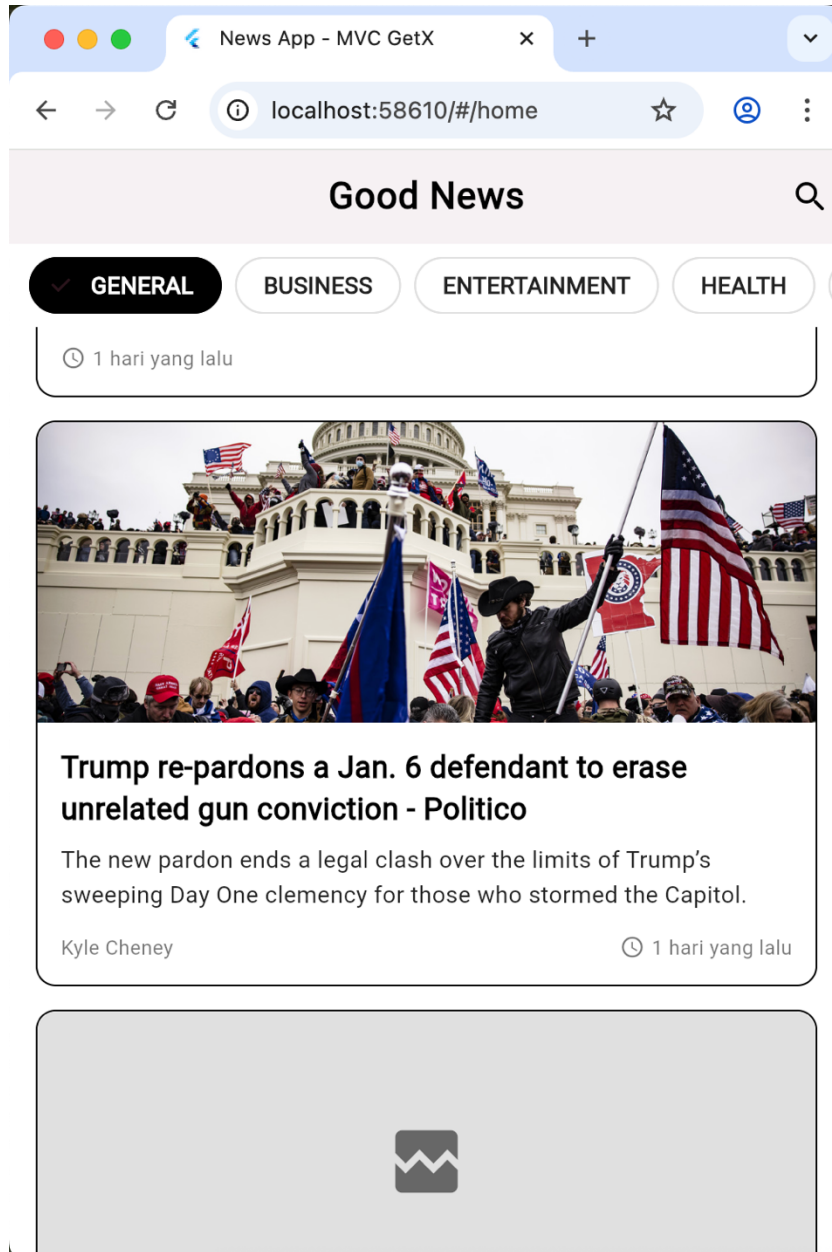 News App - MVC GetX
localhost:58610/#/home
Good News
GENERAL
BUSINESS
ENTERTAINMENT
HEALTH
1 hari yang lalu
Trump re-pardons a Jan. 6 defendant to erase
unrelated gun conviction - Politico
The new pardon ends a legal clash over the limits of Trump’s
sweeping Day One clemency for those who stormed the Capitol.
Kyle Cheney
1 hari yang lalu